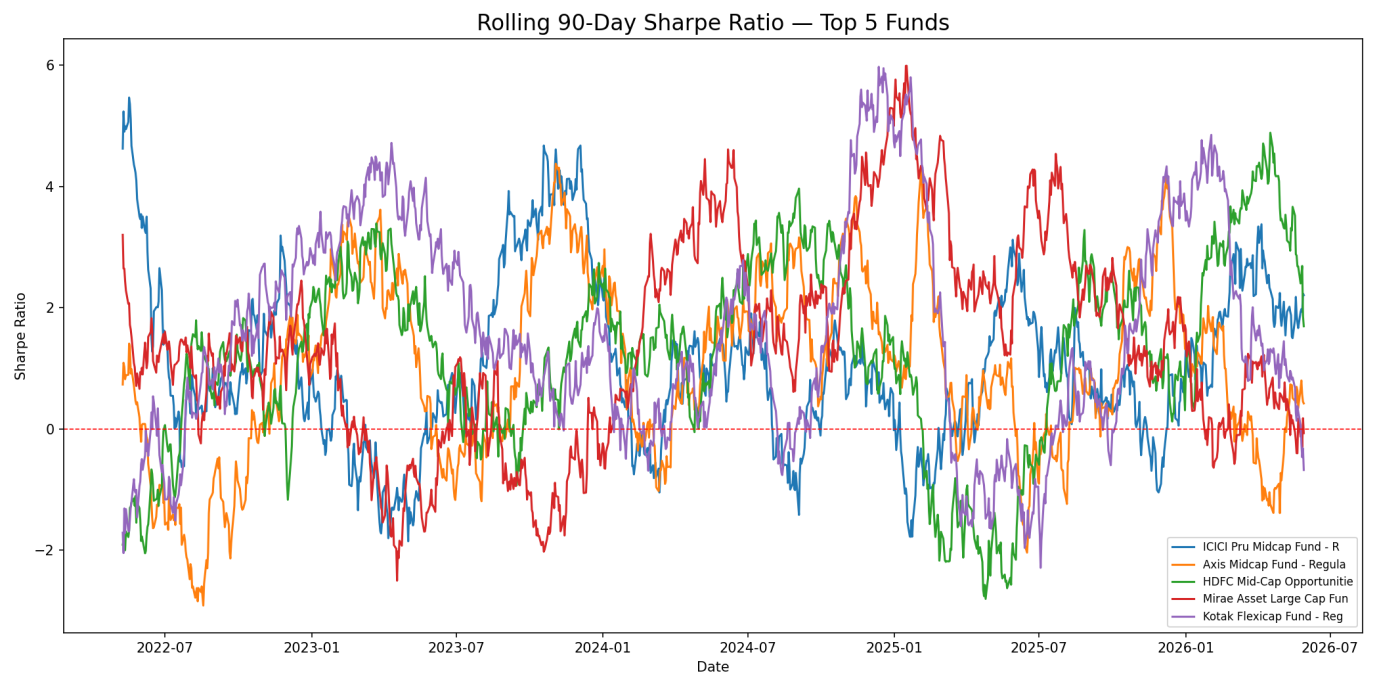 Rolling 90-Day Sharpe Ratio — Top 5 Funds
6
4
2
0
−2
Sharpe Ratio
ICICI Pru Midcap Fund - R
Axis Midcap Fund - Regula
HDFC Mid-Cap Opportunitie
Mirae Asset Large Cap Fun
Kotak Flexicap Fund - Reg
2022-07 2023-01 2023-07 2024-01 2024-07 2025-01 2025-07 2026-01 2026-07
Date